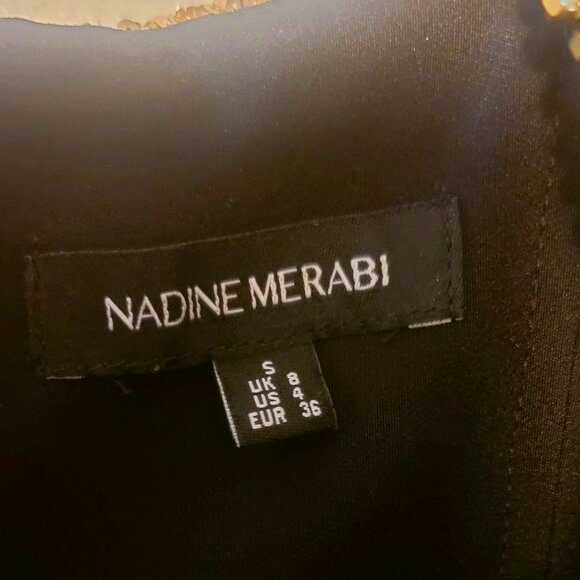 NADINE MERABI
S
UK 8
US 4
EUR 36